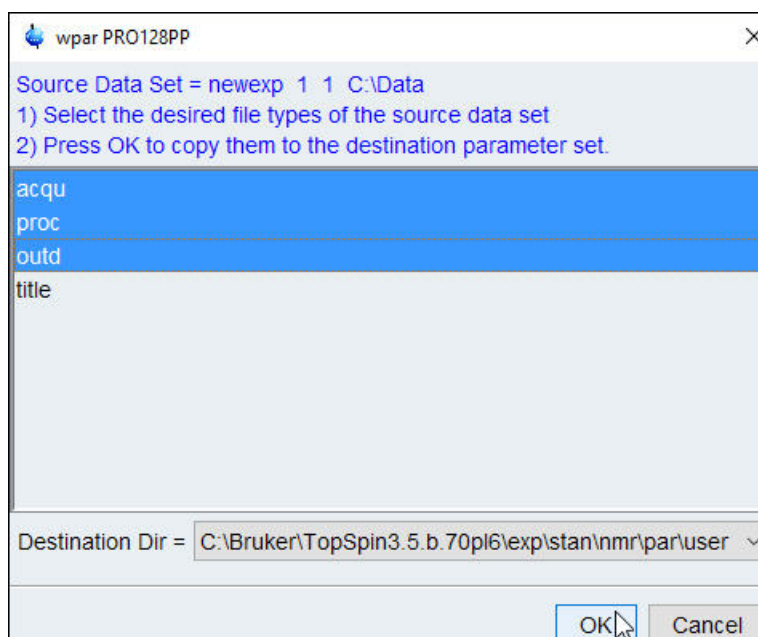 wpar PRO128PP
Source Data Set = newexp 1 1 C:\Data
1) Select the desired file types of the source data set
2) Press OK to copy them to the destination parameter set.
acqu
proc
outd
title
Destination Dir = C:\Bruker\TopSpin3.5.b.70pl6\exp\stan\nmr\par\user
OK Cancel